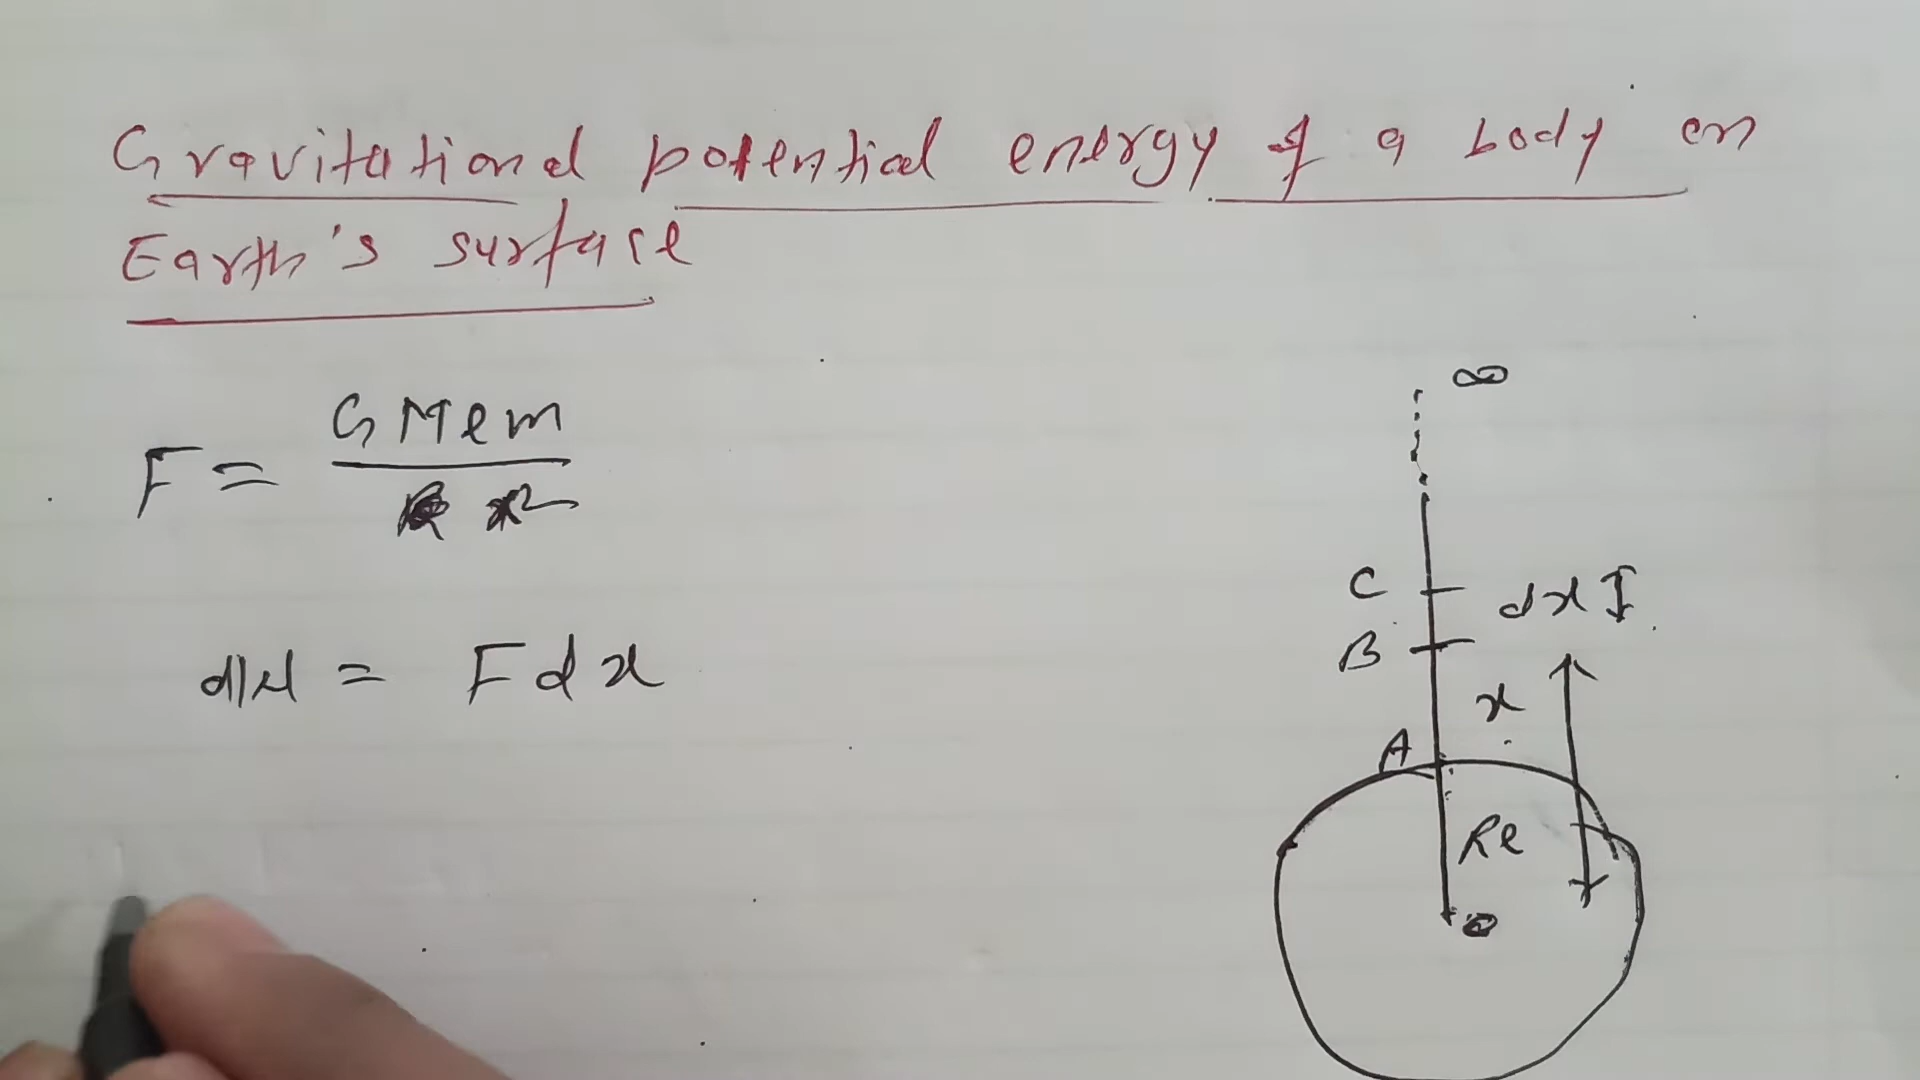 Gravitational potential energy of a body on
Earth's surface
F = GMem
x²
dW = Fdx
∞
C
dx
B
x
A
Re
O